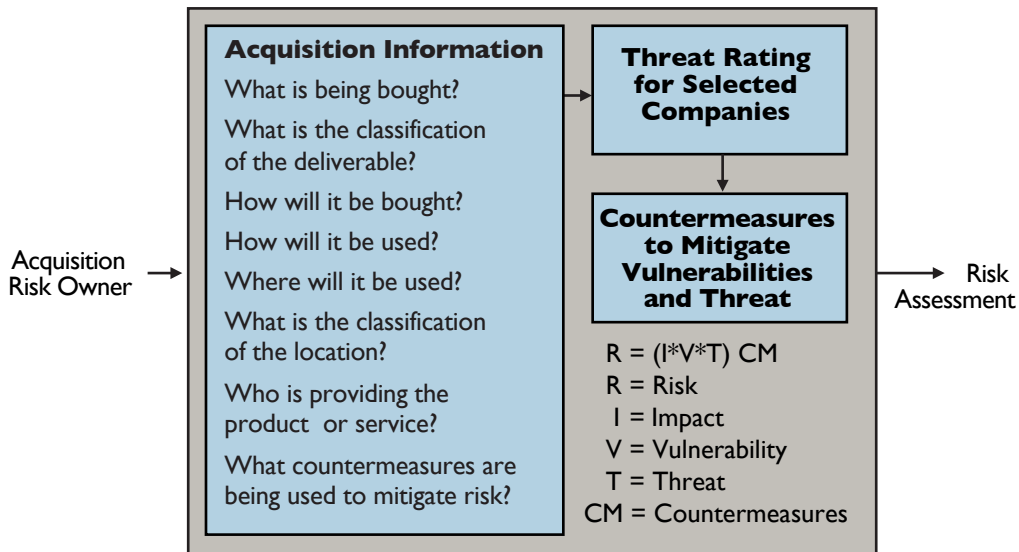 Acquisition
Risk Owner
Acquisition Information
What is being bought?
What is the classification
of the deliverable?
How will it be bought?
How will it be used?
Where will it be used?
What is the classification
of the location?
Who is providing the
product or service?
What countermeasures are
being used to mitigate risk?
Threat Rating
for Selected
Companies
Countermeasures
to Mitigate
Vulnerabilities
and Threat
R = (I*V*T) CM
R = Risk
I = Impact
V = Vulnerability
T = Threat
CM = Countermeasures
Risk
Assessment